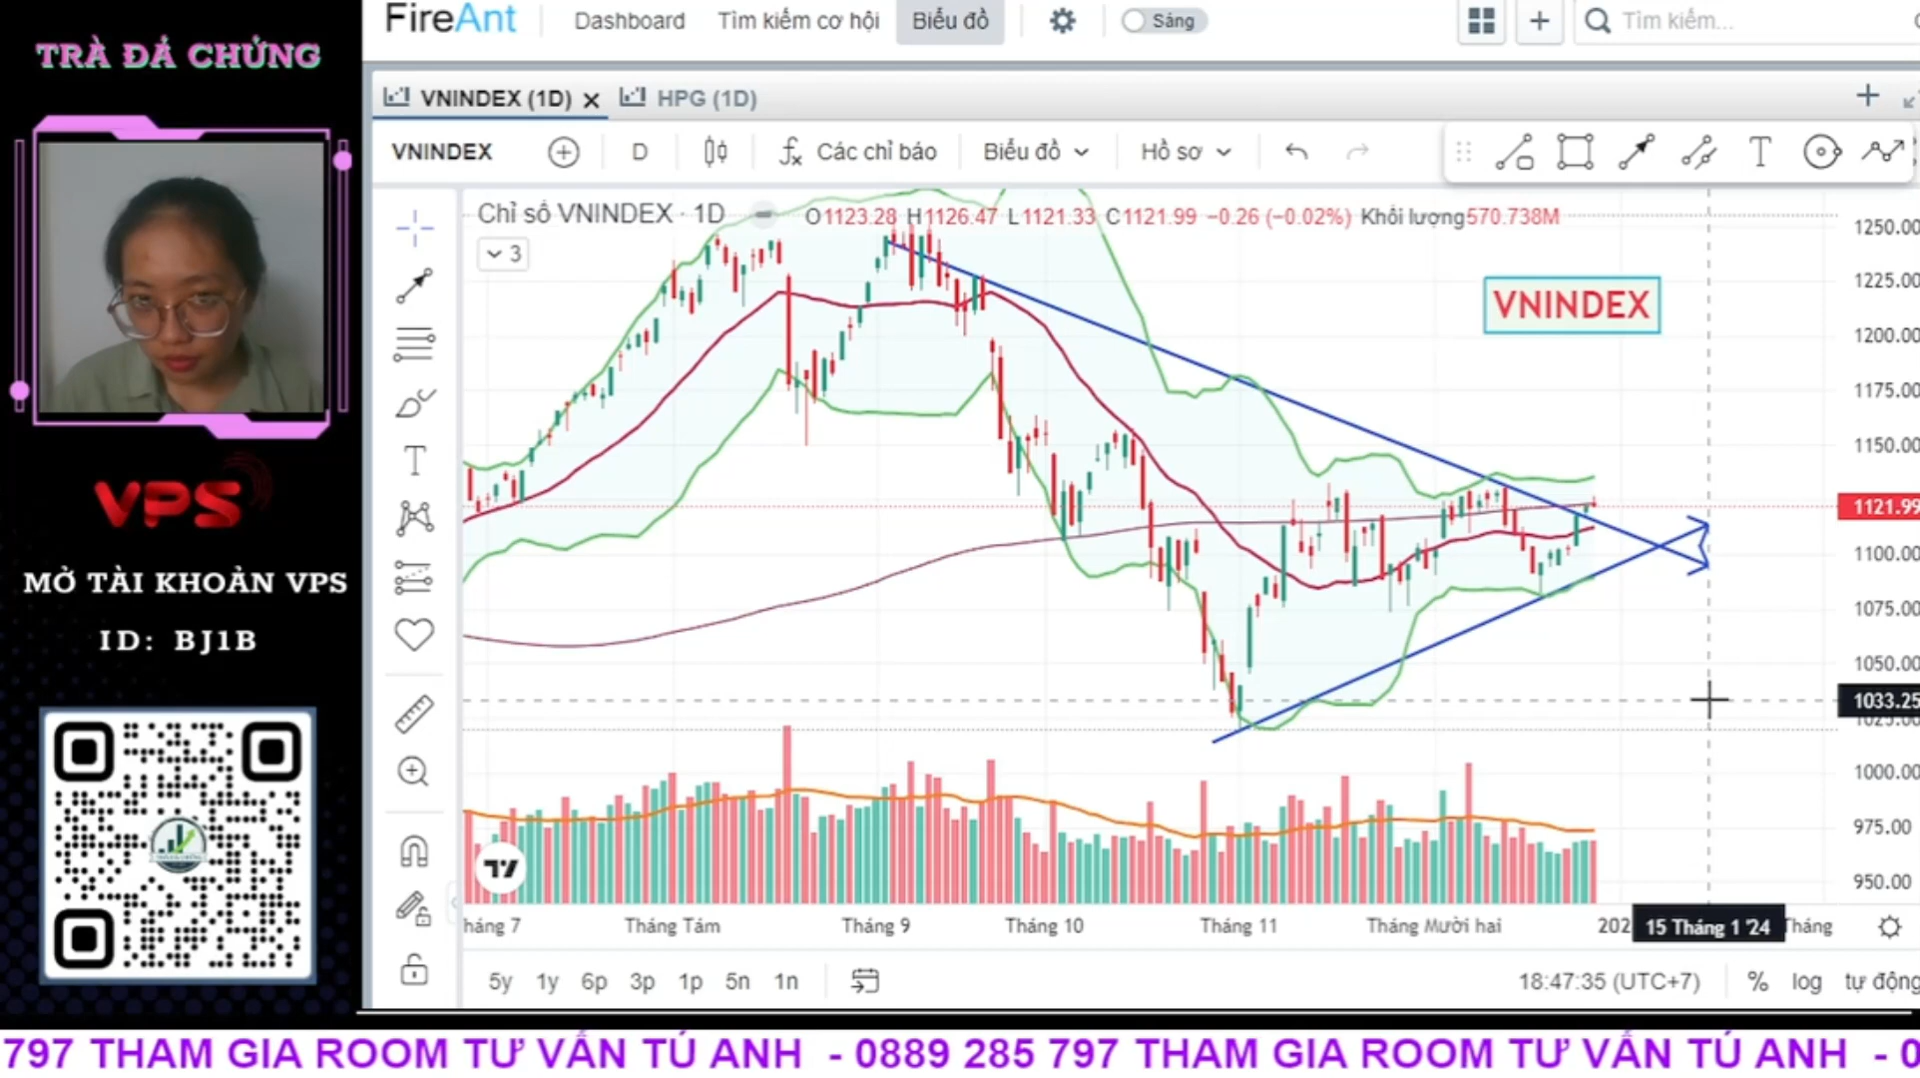 TRÀ ĐÁ CHỨNG
VPS
MỞ TÀI KHOẢN VPS
ID: BJ1B
FireAnt
Dashboard
Tìm kiếm cơ hội
Biểu đồ
Sáng
Tìm kiếm...
VNINDEX (1D)
HPG (1D)
VNINDEX
D
Các chỉ báo
Biểu đồ
Hồ sơ
Chỉ số VNINDEX · 1D
O1123.28 H1126.47 L1121.33 C1121.99 −0.26 (−0.02%) Khối lượng570.738M
3
VNINDEX
1250.00
1225.00
1200.00
1175.00
1150.00
1121.99
1100.00
1075.00
1050.00
1033.25
1025.00
1000.00
975.00
950.00
háng 7
Tháng Tám
Tháng 9
Tháng 10
Tháng 11
Tháng Mười hai
202
15 Tháng 1 '24
Tháng
5y 1y 6p 3p 1p 5n 1n
18:47:35 (UTC+7)
% log tự động
797 THAM GIA ROOM TƯ VẤN TÚ ANH - 0889 285 797 THAM GIA ROOM TƯ VẤN TÚ ANH - 0